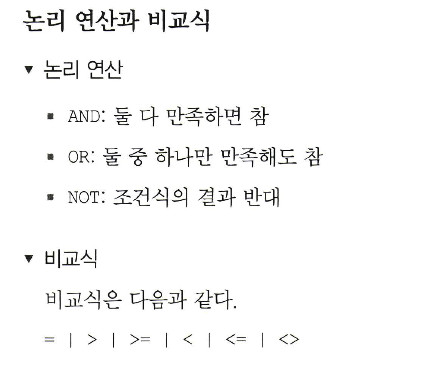 논리 연산과 비교식
▼ 논리 연산
▪ AND: 둘 다 만족하면 참
▪ OR: 둘 중 하나만 만족해도 참
▪ NOT: 조건식의 결과 반대
▼ 비교식
비교식은 다음과 같다.
= | > | >= | < | <= | <>